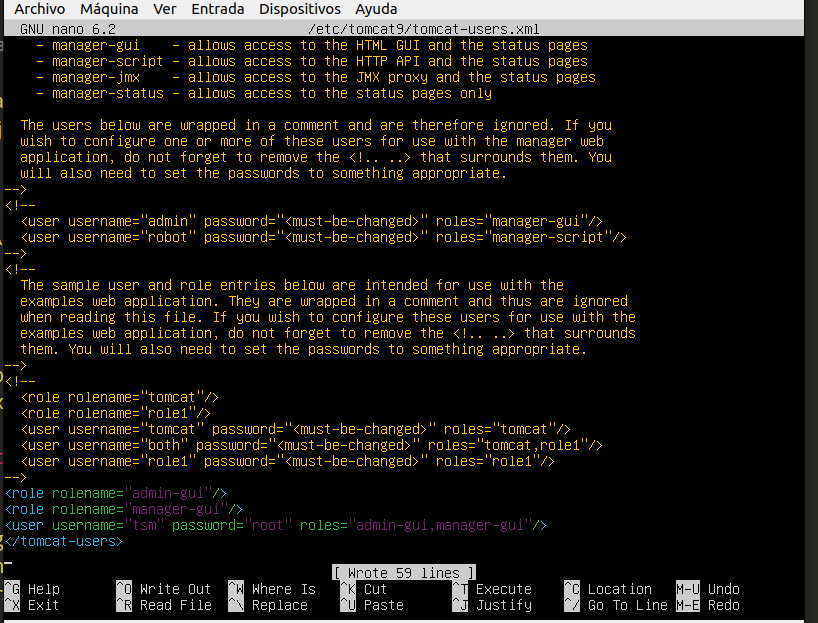 Archivo Máquina Ver Entrada Dispositivos Ayuda
GNU nano 6.2 /etc/tomcat9/tomcat-users.xml
- manager-gui - allows access to the HTML GUI and the status pages
- manager-script - allows access to the HTTP API and the status pages
- manager-jmx - allows access to the JMX proxy and the status pages
- manager-status - allows access to the status pages only
The users below are wrapped in a comment and are therefore ignored. If you
wish to configure one or more of these users for use with the manager web
application, do not forget to remove the <!.. ..> that surrounds them. You
will also need to set the passwords to something appropriate.
-->
<!--
<user username="admin" password="<must-be-changed>" roles="manager-gui"/>
<user username="robot" password="<must-be-changed>" roles="manager-script"/>
-->
<!--
The sample user and role entries below are intended for use with the
examples web application. They are wrapped in a comment and thus are ignored
when reading this file. If you wish to configure these users for use with the
examples web application, do not forget to remove the <!.. ..> that surrounds
them. You will also need to set the passwords to something appropriate.
-->
<!--
<role rolename="tomcat"/>
<role rolename="role1"/>
<user username="tomcat" password="<must-be-changed>" roles="tomcat"/>
<user username="both" password="<must-be-changed>" roles="tomcat,role1"/>
<user username="role1" password="<must-be-changed>" roles="role1"/>
-->
<role rolename="admin-gui"/>
<role rolename="manager-gui"/>
<user username="tsm" password="root" roles="admin-gui,manager-gui"/>
</tomcat-users>
[ Wrote 59 lines ]
^G Help ^O Write Out ^W Where Is ^K Cut ^T Execute ^C Location M-U Undo
^X Exit ^R Read File ^\ Replace ^U Paste ^J Justify ^/ Go To Line M-E Redo